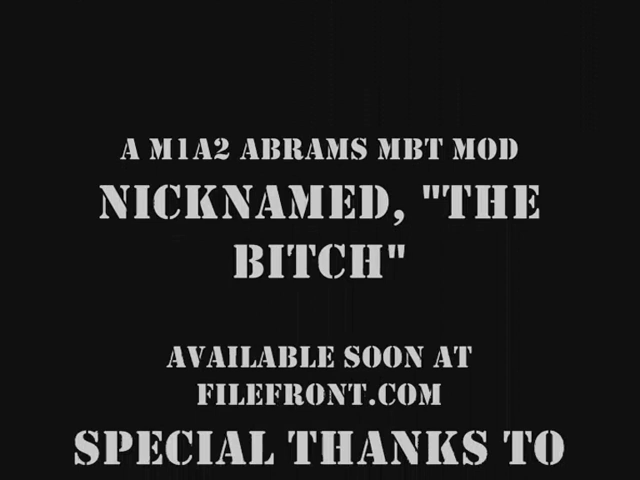 A M1A2 ABRAMS MBT MOD
NICKNAMED, "THE
BITCH"
AVAILABLE SOON AT
FILEFRONT.COM
SPECIAL THANKS TO